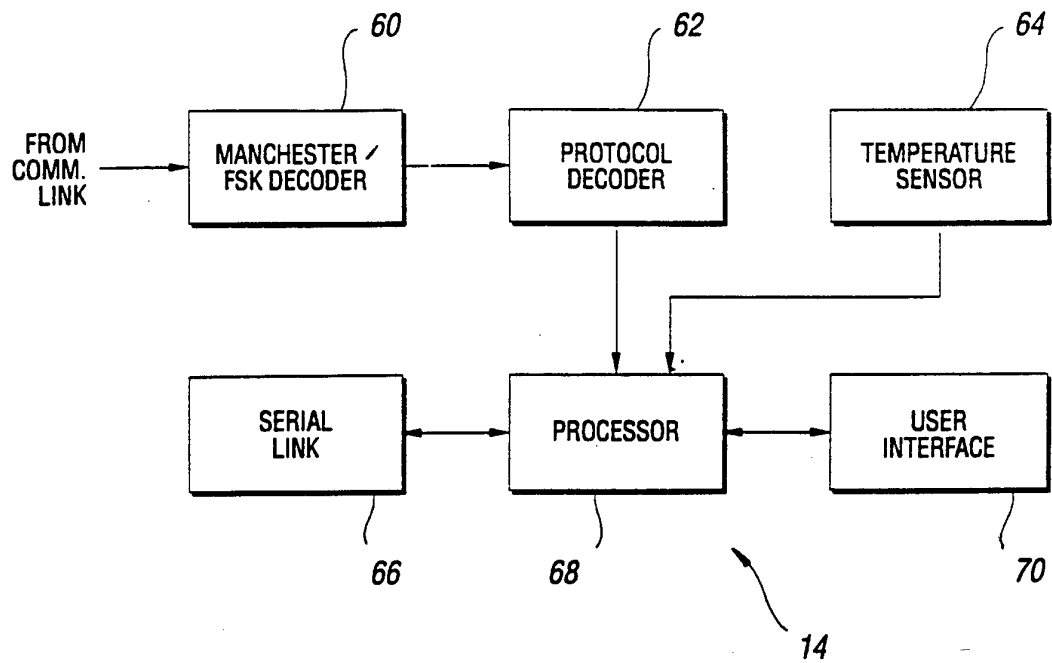 60
62
64
FROM
COMM.
LINK
MANCHESTER /
FSK DECODER
PROTOCOL
DECODER
TEMPERATURE
SENSOR
SERIAL
LINK
PROCESSOR
USER
INTERFACE
66
68
70
14